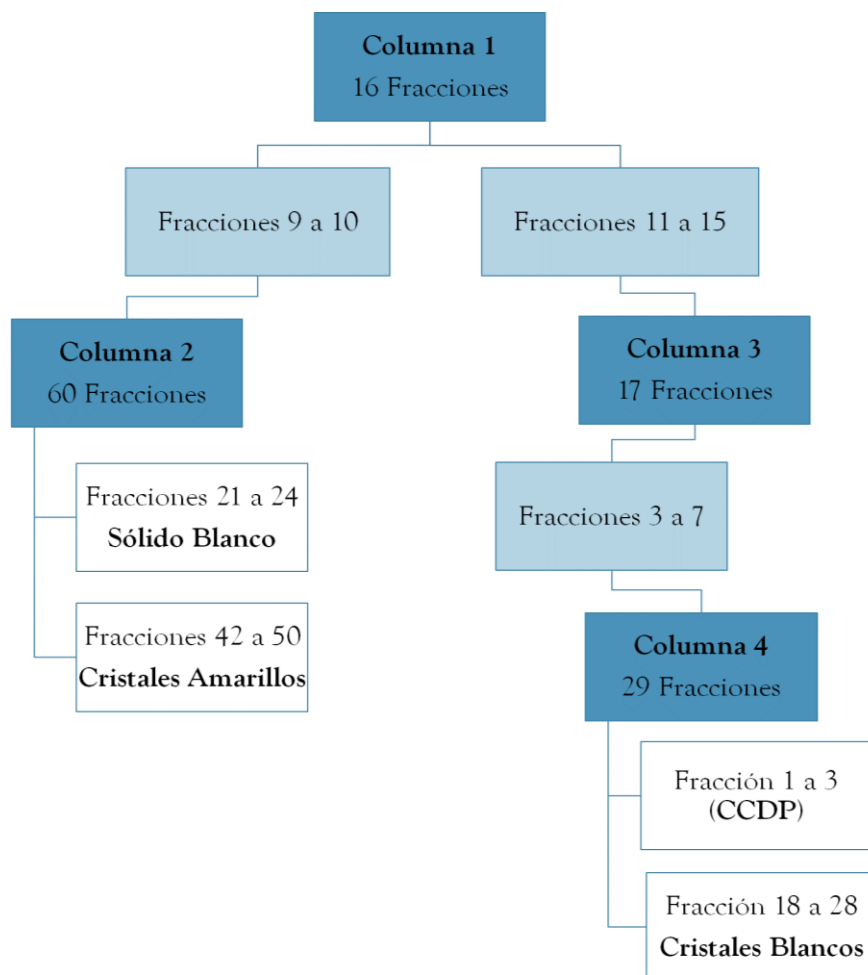 Columna 1
16 Fracciones
Fracciones 9 a 10
Fracciones 11 a 15
Columna 2
60 Fracciones
Columna 3
17 Fracciones
Fracciones 21 a 24
Sólido Blanco
Fracciones 3 a 7
Fracciones 42 a 50
Cristales Amarillos
Columna 4
29 Fracciones
Fracción 1 a 3
(CCDP)
Fracción 18 a 28
Cristales Blancos